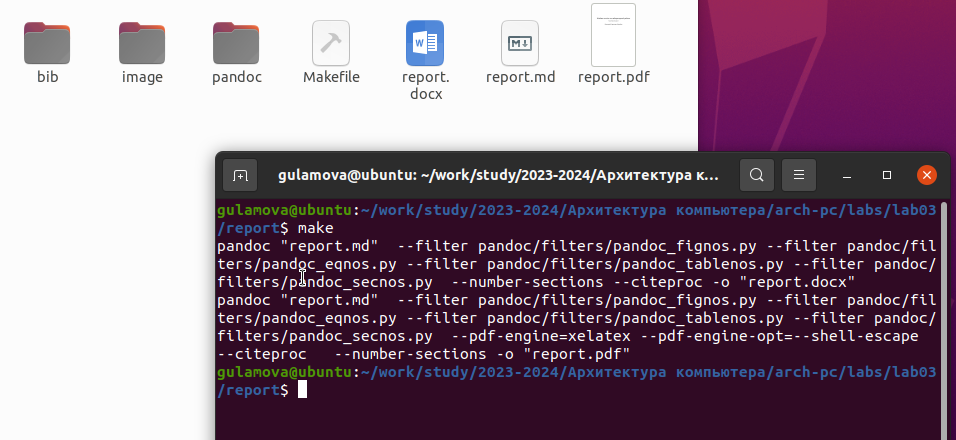 bib
image
pandoc
Makefile
report.
docx
report.md
report.pdf
gulamova@ubuntu: ~/work/study/2023-2024/Архитектура к...
gulamova@ubuntu:~/work/study/2023-2024/Архитектура компьютера/arch-pc/labs/lab03
/report$ make
pandoc "report.md"  --filter pandoc/filters/pandoc_fignos.py --filter pandoc/fil
ters/pandoc_eqnos.py --filter pandoc/filters/pandoc_tablenos.py --filter pandoc/
filters/pandoc_secnos.py  --number-sections --citeproc -o "report.docx"
pandoc "report.md"  --filter pandoc/filters/pandoc_fignos.py --filter pandoc/fil
ters/pandoc_eqnos.py --filter pandoc/filters/pandoc_tablenos.py --filter pandoc/
filters/pandoc_secnos.py  --pdf-engine=xelatex --pdf-engine-opt=--shell-escape
--citeproc   --number-sections -o "report.pdf"
gulamova@ubuntu:~/work/study/2023-2024/Архитектура компьютера/arch-pc/labs/lab03
/report$